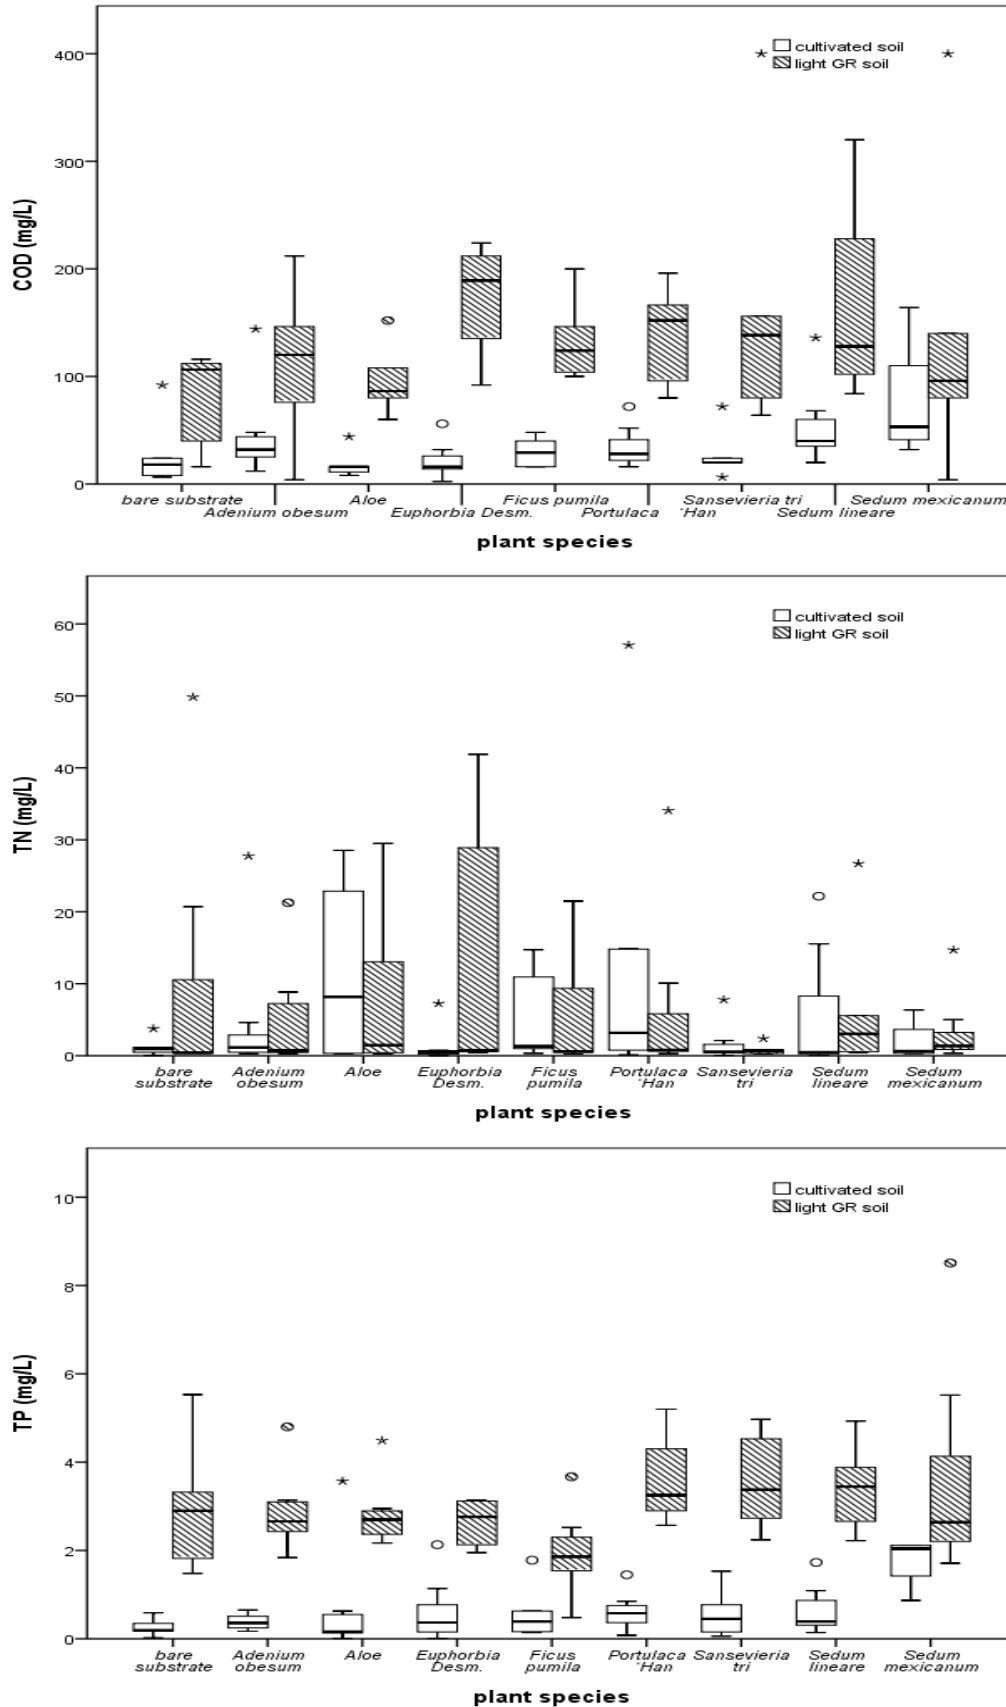 cultivated soil
light GR soil
COD (mg/L)
400
300
200
100
0
bare substrate Aloe Ficus pumila Sansevieria tri Sedum mexicanum
Adenium obesum Euphorbia Desm. Portulaca "Han Sedum lineare
plant species
cultivated soil
light GR soil
TN (mg/L)
60
50
40
30
20
10
0
bare Adenium Aloe Euphorbia Ficus Portulaca Sansevieria Sedum Sedum
substrate obesum Desm. pumila "Han tri lineare mexicanum
plant species
cultivated soil
light GR soil
TP (mg/L)
10
8
6
4
2
0
bare Adenium Aloe Euphorbia Ficus Portulaca Sansevieria Sedum Sedum
substrate obesum Desm. pumila "Han tri lineare mexicanum
plant species